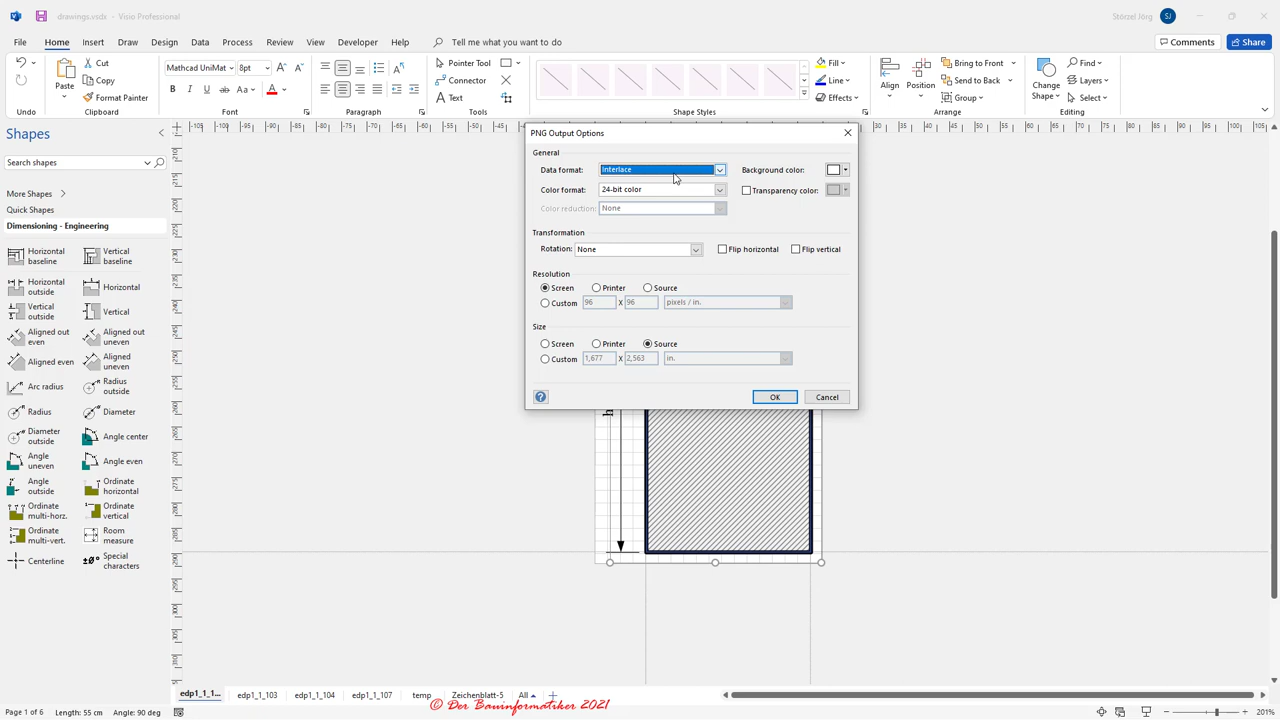 drawings.vsdx - Visio Professional
Störzel Jörg SJ
File Home Insert Draw Design Data Process Review View Developer Help Tell me what you want to do Comments Share
Undo
Paste Cut
Copy
Format Painter
Clipboard
Mathcad UniMat 8pt
B I U ab Aa A
Font
Paragraph
Pointer Tool
Connector
A Text
Tools
Shape Styles
Fill
Line
Effects
Align Position
Bring to Front
Send to Back
Group
Arrange
Change Shape
Find
Layers
Select
Editing
Shapes
Search shapes
More Shapes
Quick Shapes
Dimensioning - Engineering
Horizontal baseline Vertical baseline
Horizontal outside Horizontal
Vertical outside Vertical
Aligned out even Aligned out uneven
Aligned even Aligned uneven
Arc radius Radius outside
Radius Diameter
Diameter outside Angle center
Angle uneven Angle even
Angle outside Ordinate horizontal
Ordinate multi-horz. Ordinate vertical
Ordinate multi-vert. Room measure
Centerline Special characters
PNG Output Options
General
Data format: Interlace Background color:
Color format: 24-bit color Transparency color:
Color reduction: None
Transformation
Rotation: None Flip horizontal Flip vertical
Resolution
Screen Printer Source
Custom 96 X 96 pixels / in.
Size
Screen Printer Source
Custom 1,677 X 2,563 in.
OK Cancel
h
edp1_1_1... edp1_1_103 edp1_1_104 edp1_1_107 temp Zeichenblatt-5 All
© Der Bauinformatiker 2021
Page 1 of 6 Length: 55 cm Angle: 90 deg 201%